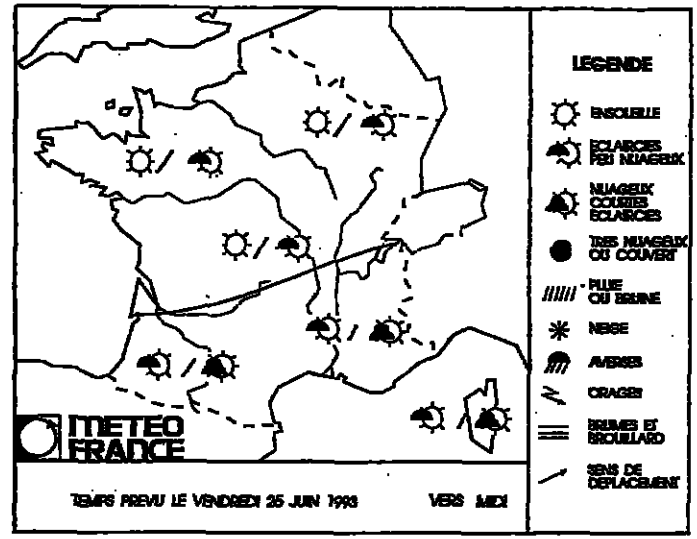 LEGENDE
ENSOLEILLE
ECLAIRCIES
PEU NUAGEUX
NUAGEUX
COURTES
ECLAIRCIES
TRES NUAGEUX
OU COUVERT
PLUIE
OU BRUINE
NEIGE
AVERSES
ORAGES
BRUMES ET
BROUILLARD
SENS DE
DEPLACEMENT
METEO
FRANCE
TEMPS PREVU LE VENDREDI 25 JUIN 1993 VERS MIDI